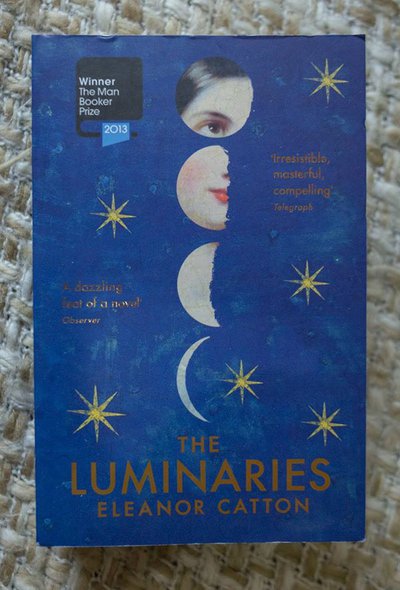 Winner
The Man
Booker
Prize
2013
'Irresistible,
masterful,
compelling'
Telegraph
'A dazzling
feat of a novel'
Observer
THE
LUMINARIES
ELEANOR CATTON